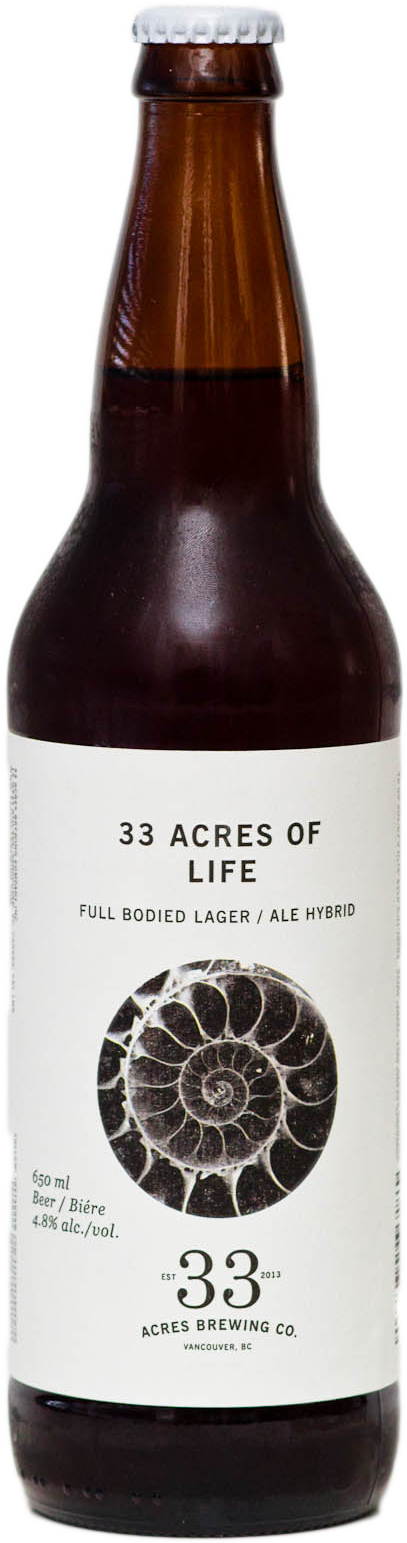 33 ACRES OF
LIFE
FULL BODIED LAGER / ALE HYBRID
650 ml
Beer / Biére
4.8% alc./vol.
EST 33 2013
ACRES BREWING CO.
VANCOUVER, BC